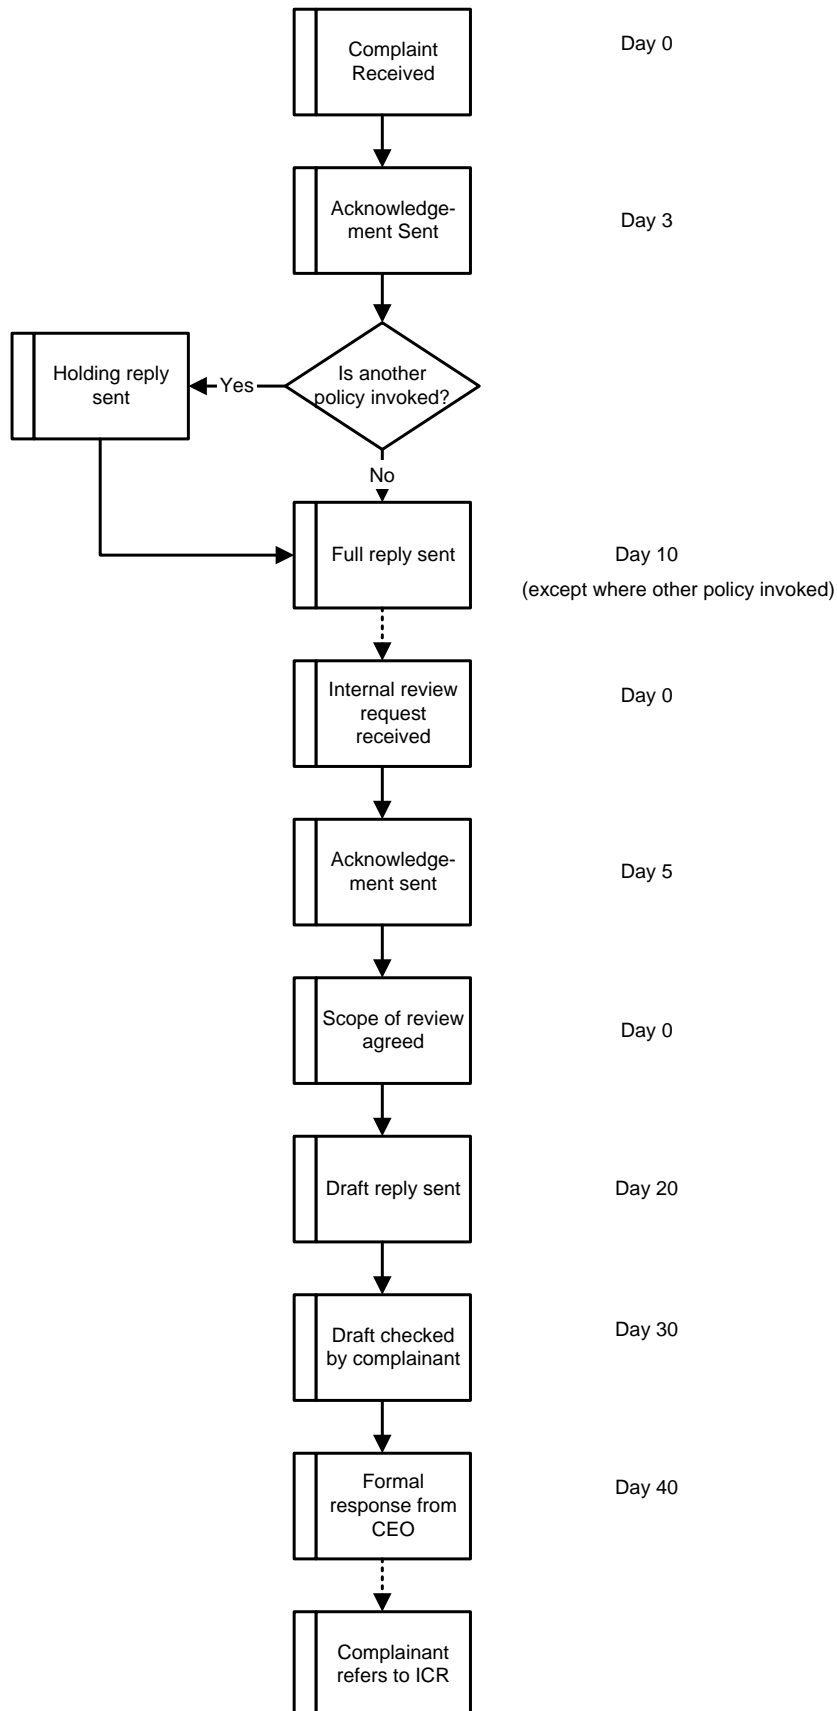 Complaint
Received
Day 0
Acknowledge-
ment Sent
Day 3
Is another
policy invoked?
Yes
Holding reply
sent
No
Full reply sent
Day 10
(except where other policy invoked)
Internal review
request
received
Day 0
Acknowledge-
ment sent
Day 5
Scope of review
agreed
Day 0
Draft reply sent
Day 20
Draft checked
by complainant
Day 30
Formal
response from
CEO
Day 40
Complainant
refers to ICR